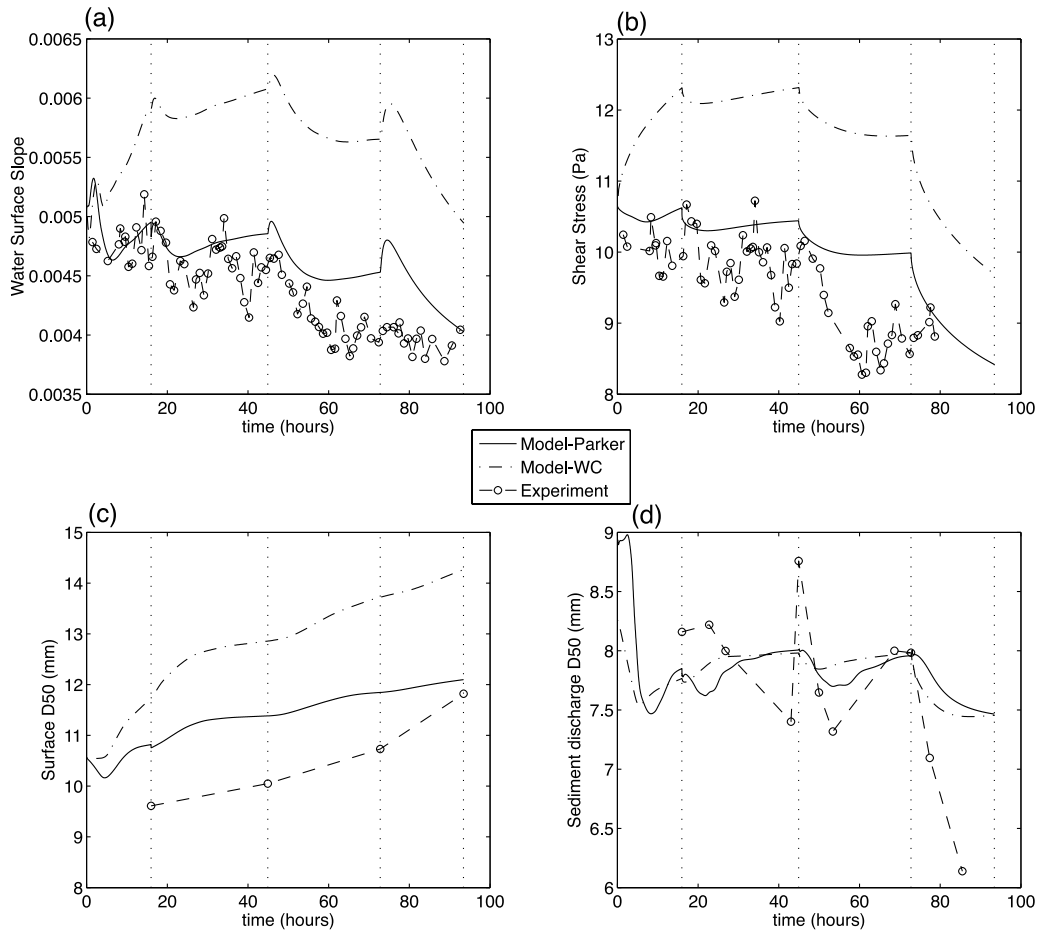 (a)
0.0065
0.006
0.0055
0.005
0.0045
0.004
0.0035
Water Surface Slope
0 20 40 60 80 100
time (hours)
(b)
13
12
11
10
9
8
Shear Stress (Pa)
0 20 40 60 80 100
time (hours)
Model-Parker
Model-WC
Experiment
(c)
15
14
13
12
11
10
9
8
Surface D50 (mm)
0 20 40 60 80 100
time (hours)
(d)
9
8.5
8
7.5
7
6.5
6
Sediment discharge D50 (mm)
0 20 40 60 80 100
time (hours)